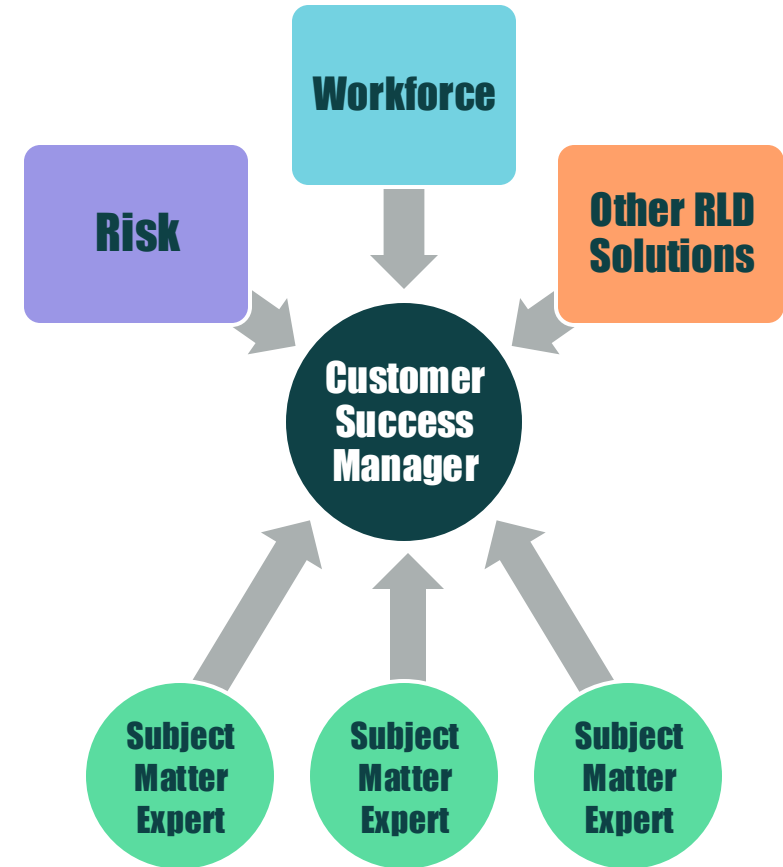 Workforce
Risk
Other RLD
Solutions
Customer
Success
Manager
Subject
Matter
Expert
Subject
Matter
Expert
Subject
Matter
Expert